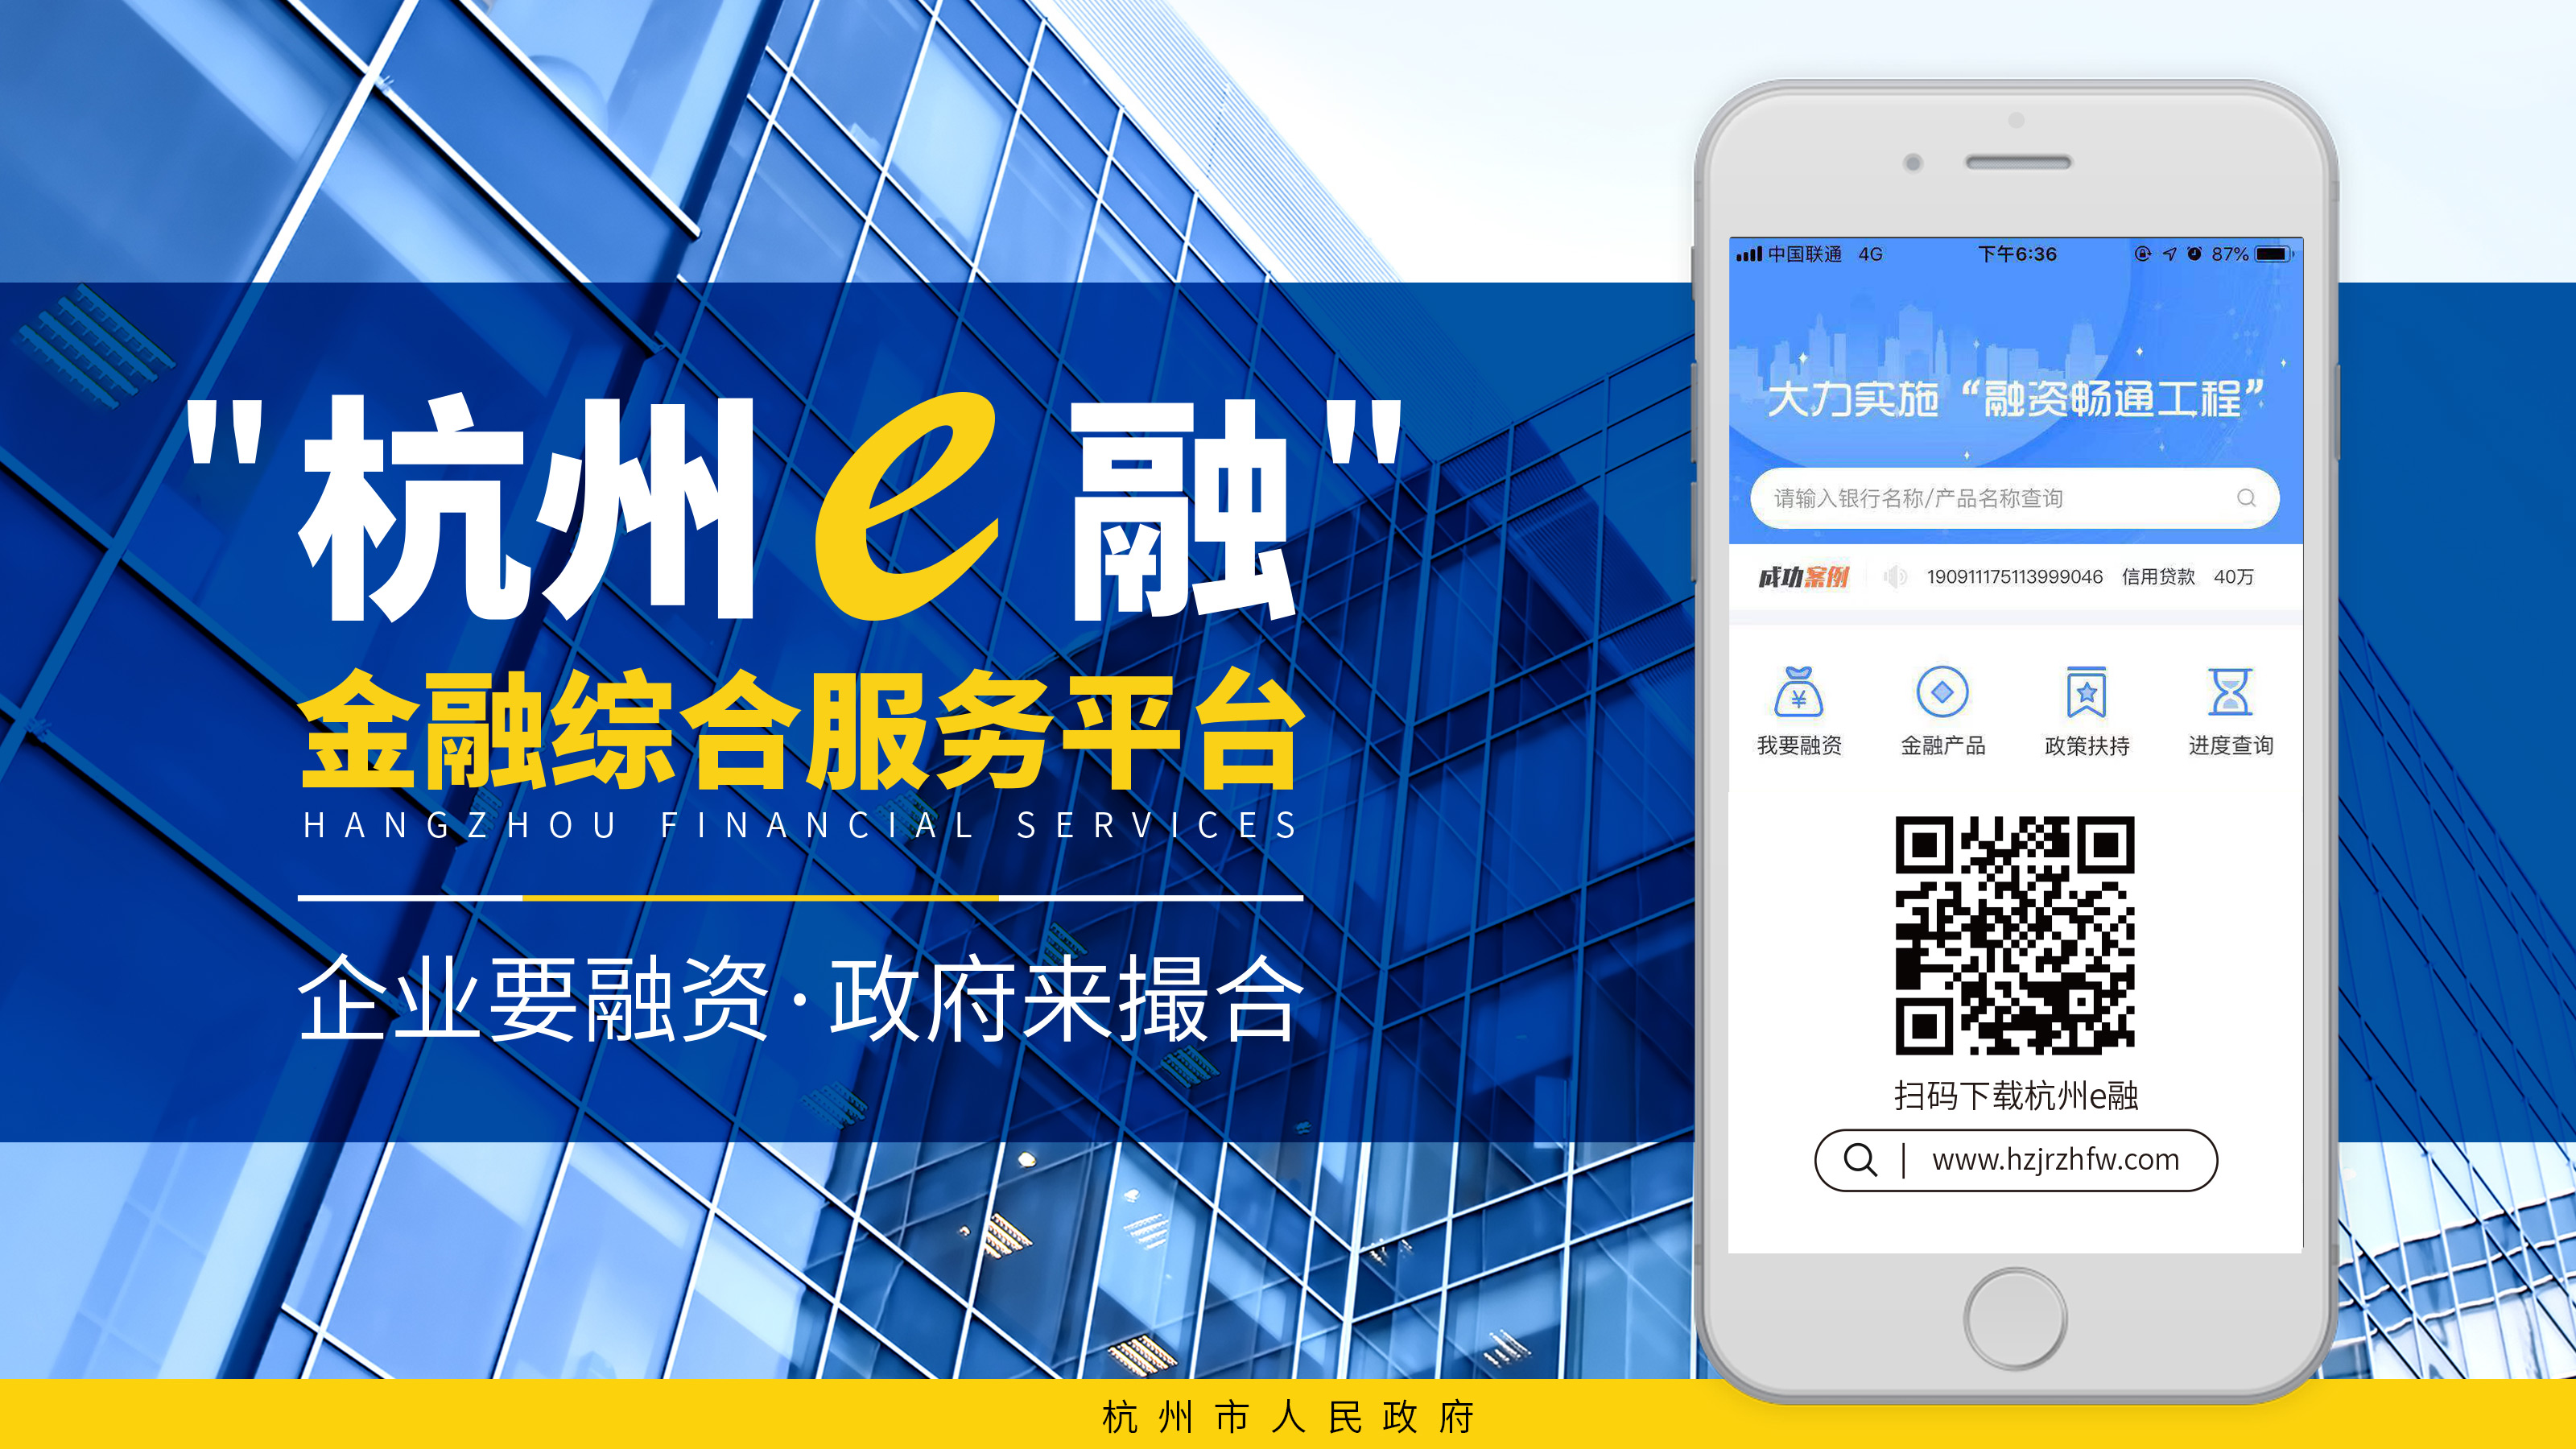 "杭州e融"
金融综合服务平台
HANGZHOU FINANCIAL SERVICES
企业要融资·政府来撮合
中国联通 4G 下午6:36 87%
大力实施“融资畅通工程”
请输入银行名称/产品名称查询
成功案例 190911175113999046 信用贷款 40万
我要融资 金融产品 政策扶持 进度查询
扫码下载杭州e融
www.hzjrzhfw.com
杭州市人民政府